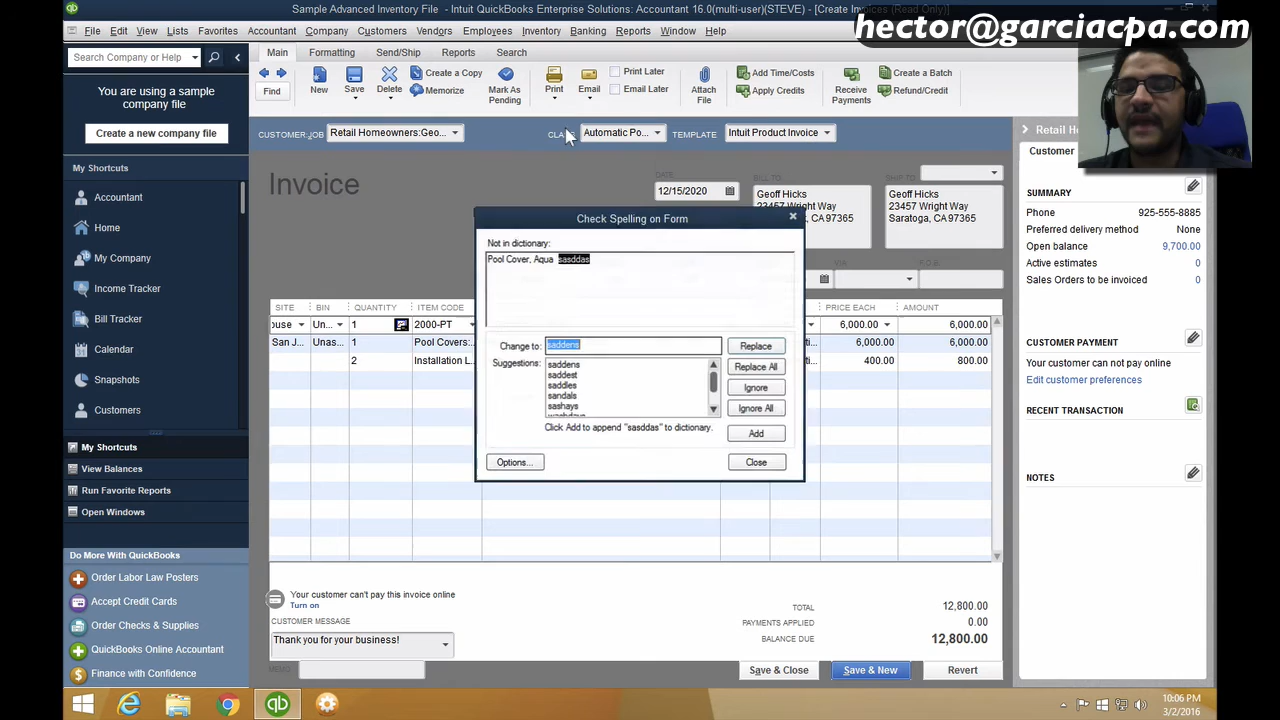 Sample Advanced Inventory File - Intuit QuickBooks Enterprise Solutions: Accountant 16.0(multi-user)(STEVE) - [Create Invoices (Read Only)]
hector@garciacpa.com
File Edit View Lists Favorites Accountant Company Customers Vendors Employees Inventory Banking Reports Window Help
Search Company or Help
Main Formatting Send/Ship Reports Search
Find New Save Delete Create a Copy Memorize Mark As Pending Print Email Print Later Email Later Attach File Add Time/Costs Apply Credits Receive Payments Create a Batch Refund/Credit
You are using a sample company file
Create a new company file
My Shortcuts
Accountant
Home
My Company
Income Tracker
Bill Tracker
Calendar
Snapshots
Customers
My Shortcuts
View Balances
Run Favorite Reports
Open Windows
Do More With QuickBooks
Order Labor Law Posters
Accept Credit Cards
Order Checks & Supplies
QuickBooks Online Accountant
Finance with Confidence
CUSTOMER:JOB Retail Homeowners:Geo... Automatic Po... TEMPLATE Intuit Product Invoice
Invoice
DATE
12/15/2020
BILL TO
Geoff Hicks
23457 Wright Way
Saratoga, CA 97365
SHIP TO
Geoff Hicks
23457 Wright Way
Saratoga, CA 97365
VIA F.O.B.
Check Spelling on Form
Not in dictionary:
Pool Cover, Aqua sasddas
Change to: saddens Replace
Suggestions: saddens
saddest
saddles
sandals
sashays
Replace All
Ignore
Ignore All
Click Add to append "sasddas" to dictionary.
Add
Options... Close
SITE BIN QUANTITY ITEM CODE PRICE EACH AMOUNT
ouse Un... 1 2000-PT 6,000.00 6,000.00
San J... Unas... 1 Pool Covers: 6,000.00 6,000.00
2 Installation L... 400.00 800.00
Your customer can't pay this invoice online
Turn on
CUSTOMER MESSAGE
Thank you for your business!
MEMO
TOTAL 12,800.00
PAYMENTS APPLIED 0.00
BALANCE DUE 12,800.00
Save & Close Save & New Revert
Retail H
Customer
SUMMARY
Phone 925-555-8885
Preferred delivery method None
Open balance 9,700.00
Active estimates 0
Sales Orders to be invoiced 0
CUSTOMER PAYMENT
Your customer can not pay
Edit customer preferences
RECENT TRANSACTION
NOTES
10:06 PM
3/2/2016